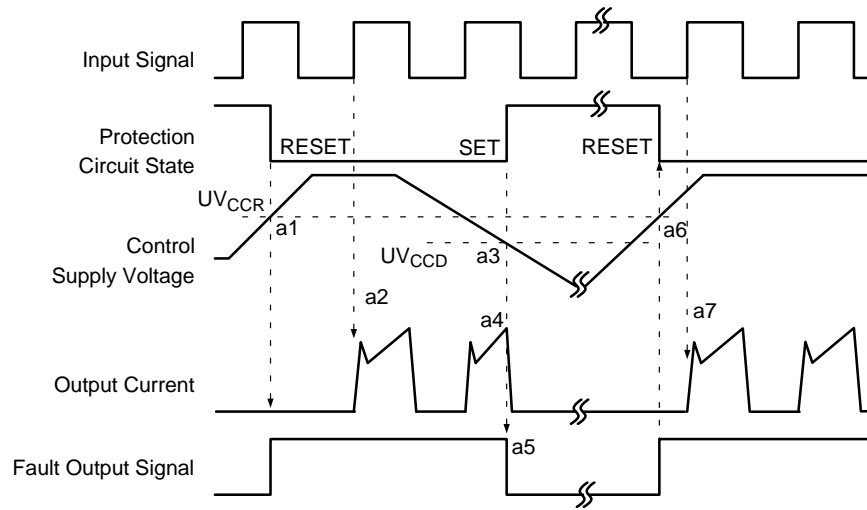 Input Signal
Protection
Circuit State
RESET
SET
RESET
UVCCR
a1
a6
Control
Supply Voltage
UVCCD
a3
a2
a4
a7
Output Current
a5
Fault Output Signal